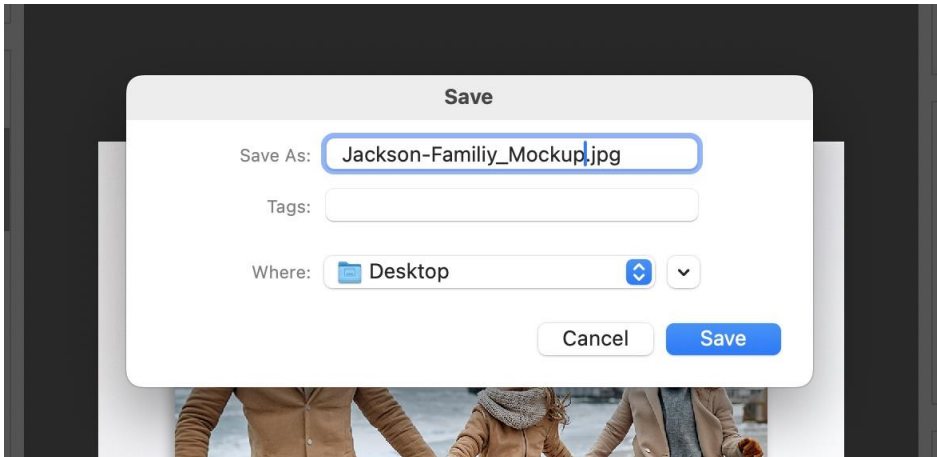 Save
Save As: Jackson-Familiy_Mockup.jpg
Tags:
Where: Desktop
Cancel Save